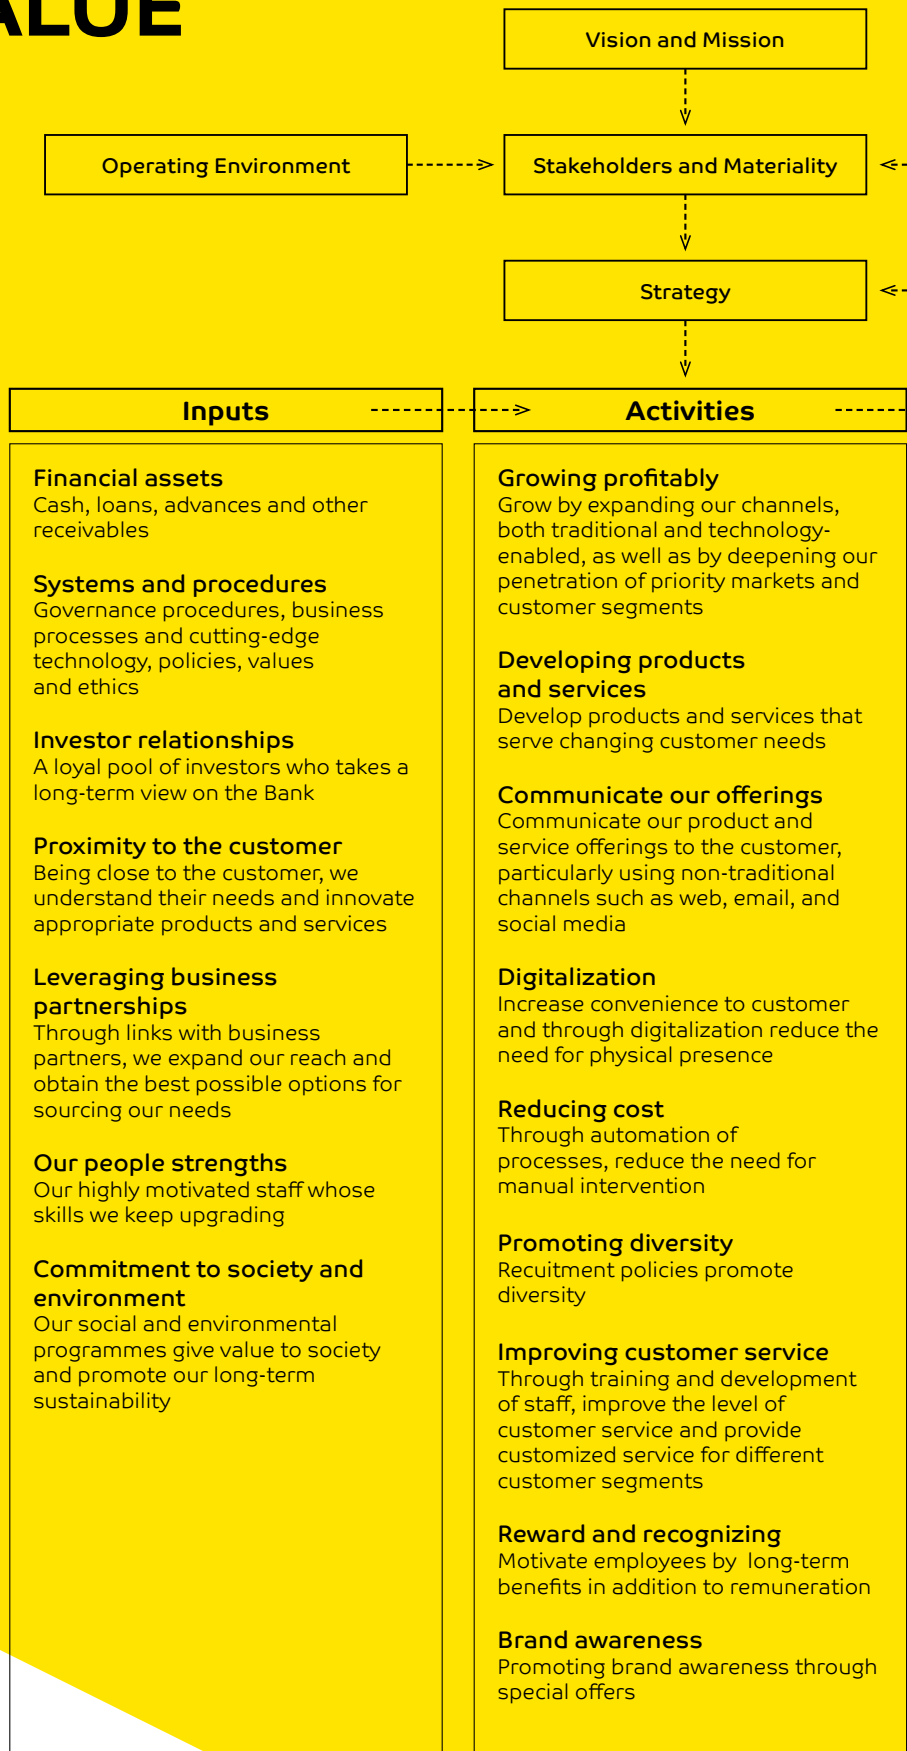 ALUE
Vision and Mission
Operating Environment
Stakeholders and Materiality
Strategy
Inputs
Financial assets
Cash, loans, advances and other
receivables
Systems and procedures
Governance procedures, business
processes and cutting-edge
technology, policies, values
and ethics
Investor relationships
A loyal pool of investors who takes a
long-term view on the Bank
Proximity to the customer
Being close to the customer, we
understand their needs and innovate
appropriate products and services
Leveraging business
partnerships
Through links with business
partners, we expand our reach and
obtain the best possible options for
sourcing our needs
Our people strengths
Our highly motivated staff whose
skills we keep upgrading
Commitment to society and
environment
Our social and environmental
programmes give value to society
and promote our long-term
sustainability
Activities
Growing profitably
Grow by expanding our channels,
both traditional and technology-
enabled, as well as by deepening our
penetration of priority markets and
customer segments
Developing products
and services
Develop products and services that
serve changing customer needs
Communicate our offerings
Communicate our product and
service offerings to the customer,
particularly using non-traditional
channels such as web, email, and
social media
Digitalization
Increase convenience to customer
and through digitalization reduce the
need for physical presence
Reducing cost
Through automation of
processes, reduce the need for
manual intervention
Promoting diversity
Recuitment policies promote
diversity
Improving customer service
Through training and development
of staff, improve the level of
customer service and provide
customized service for different
customer segments
Reward and recognizing
Motivate employees by  long-term
benefits in addition to remuneration
Brand awareness
Promoting brand awareness through
special offers